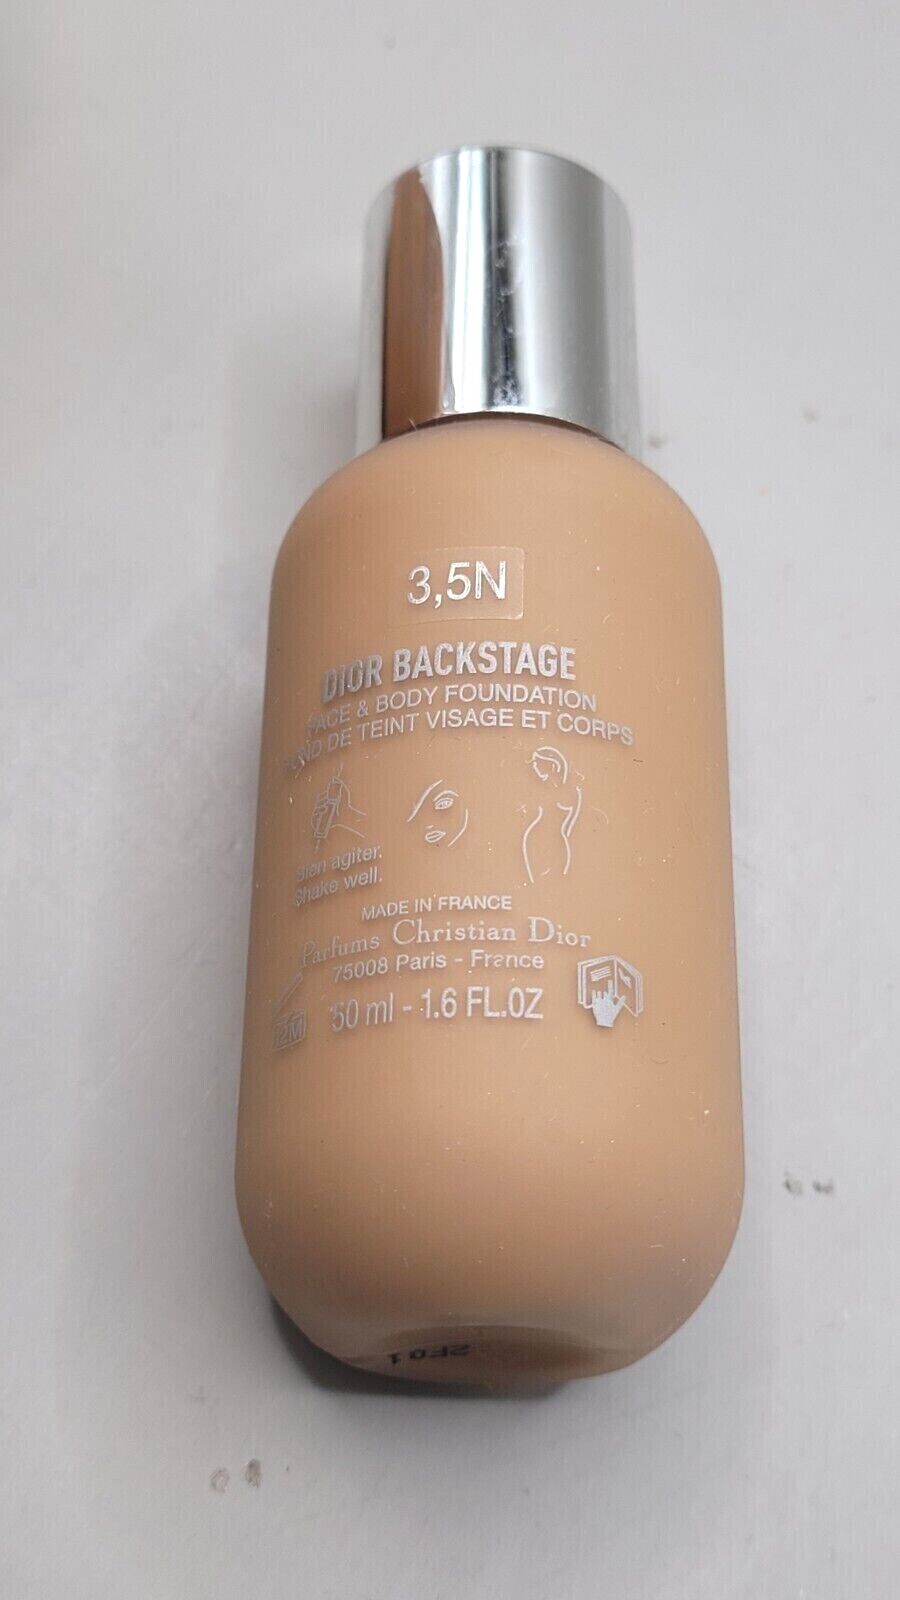 3,5N
DIOR BACKSTAGE
FACE & BODY FOUNDATION
FOND DE TEINT VISAGE ET CORPS
Bien agiter.
Shake well.
MADE IN FRANCE
Parfums Christian Dior
75008 Paris - France
12M
50 ml - 1.6 FL.OZ
2F01